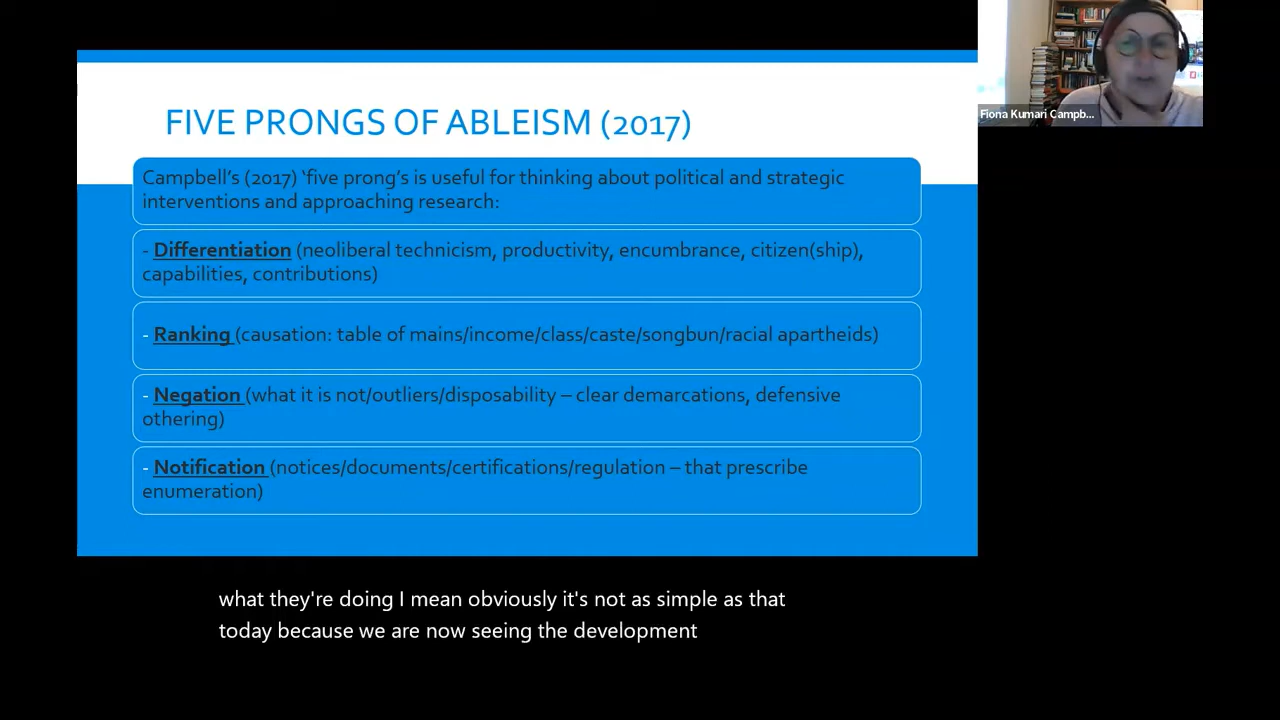 FIVE PRONGS OF ABLEISM (2017)
Fiona Kumari Campb...
Campbell's (2017) 'five prong's is useful for thinking about political and strategic
interventions and approaching research:
- Differentiation (neoliberal technicism, productivity, encumbrance, citizen(ship),
capabilities, contributions)
- Ranking (causation: table of mains/income/class/caste/songbun/racial apartheids)
- Negation (what it is not/outliers/disposability – clear demarcations, defensive
othering)
- Notification (notices/documents/certifications/regulation – that prescribe
enumeration)
what they're doing I mean obviously it's not as simple as that
today because we are now seeing the development